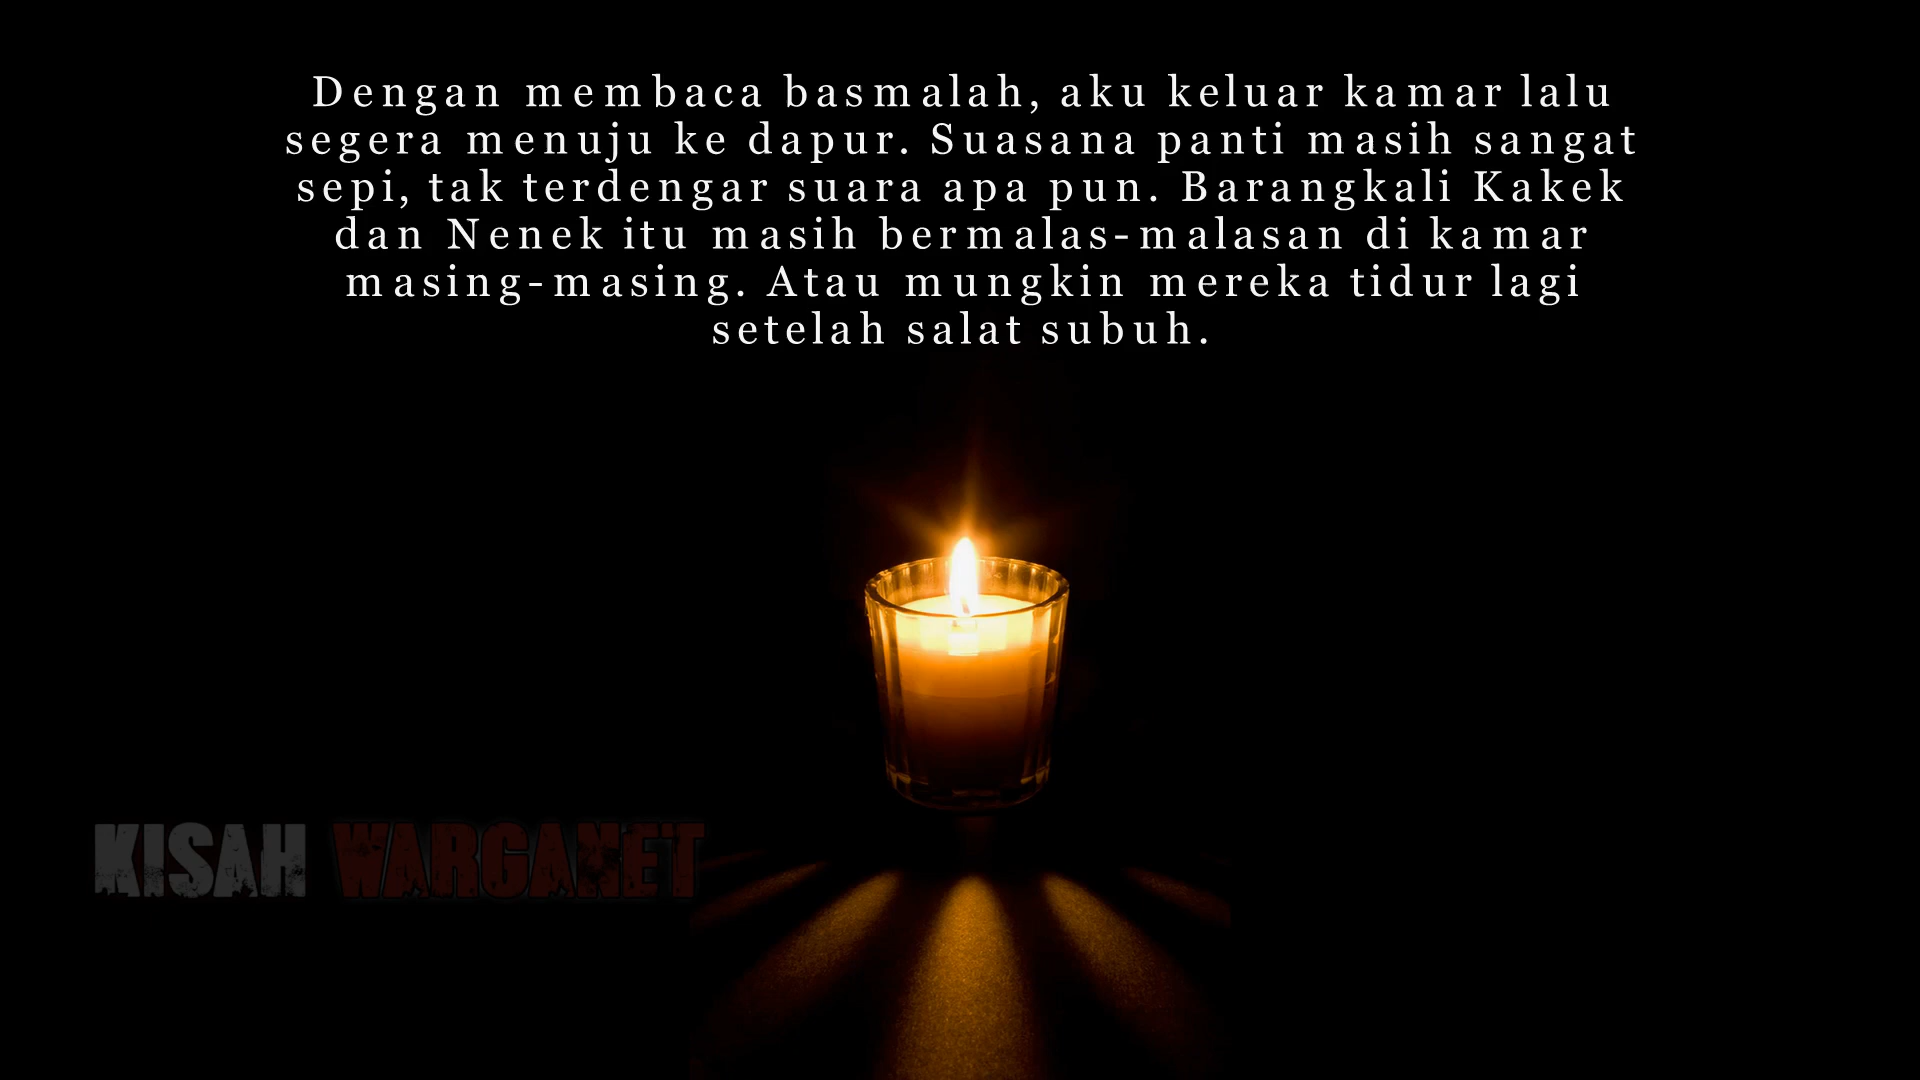 Dengan membaca basmalah, aku keluar kamar lalu
segera menuju ke dapur. Suasana panti masih sangat
sepi, tak terdengar suara apa pun. Barangkali Kakek
dan Nenek itu masih bermalas-malasan di kamar
masing-masing. Atau mungkin mereka tidur lagi
setelah salat subuh.
KISAH WARGANET